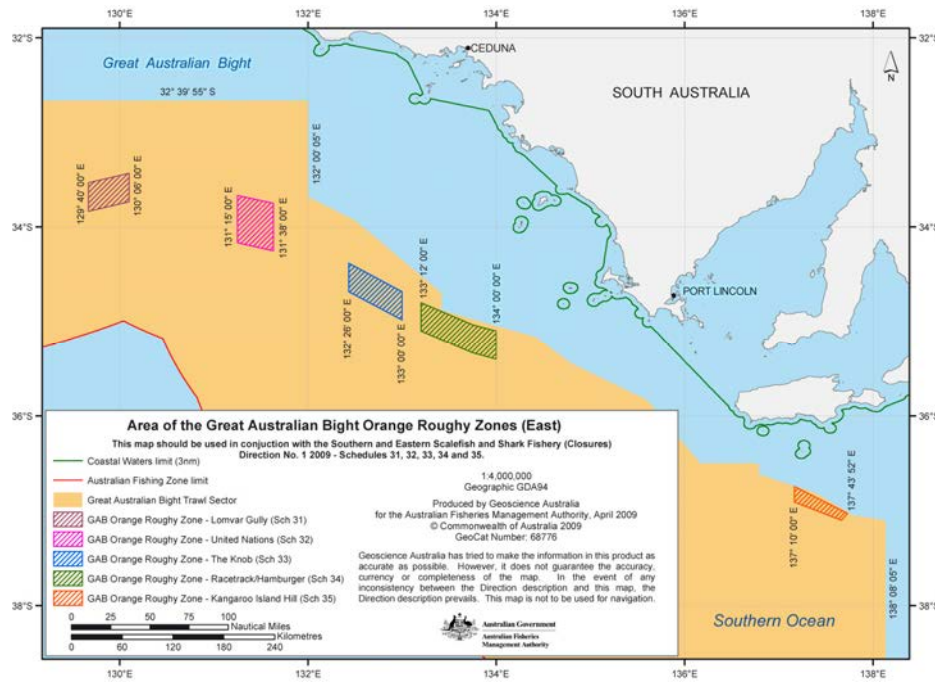 130°E 132°E 134°E 136°E 138°E
32°S 32°S
CEDUNA
Great Australian Bight
N
SOUTH AUSTRALIA
32° 39' 55" S
132° 00' 05" E
129° 40' 00" E
130° 06' 00" E
131° 15' 00" E
131° 38' 00" E
34°S 34°S
133° 12' 00" E
134° 00' 00" E
PORT LINCOLN
132° 26' 00" E
133° 00' 00" E
36°S 36°S
Area of the Great Australian Bight Orange Roughy Zones (East)
This map should be used in conjuction with the Southern and Eastern Scalefish and Shark Fishery (Closures)
Direction No. 1 2009 - Schedules 31, 32, 33, 34 and 35.
Coastal Waters limit (3nm)
Australian Fishing Zone limit
Great Australian Bight Trawl Sector
GAB Orange Roughy Zone - Lomvar Gully (Sch 31)
GAB Orange Roughy Zone - United Nations (Sch 32)
GAB Orange Roughy Zone - The Knob (Sch 33)
GAB Orange Roughy Zone - Racetrack/Hamburger (Sch 34)
GAB Orange Roughy Zone - Kangaroo Island Hill (Sch 35)
0 25 50 75 100
Nautical Miles
Kilometres
0 60 120 180 240
1:4,000,000
Geographic GDA94
Produced by Geoscience Australia
for the Australian Fisheries Management Authority, April 2009
© Commonwealth of Australia 2009
GeoCat Number: 68776
Geoscience Australia has tried to make the information in this product as
accurate as possible. However, it does not guarantee the accuracy,
currency or completeness of the map. In the event of any
inconsistency between the Direction description and this map, the
Direction description prevails. This map is not to be used for navigation.
Australian Government
Australian Fisheries
Management Authority
137° 10' 00" E
137° 43' 52" E
138° 08' 05" E
38°S 38°S
Southern Ocean
130°E 132°E 134°E 136°E 138°E